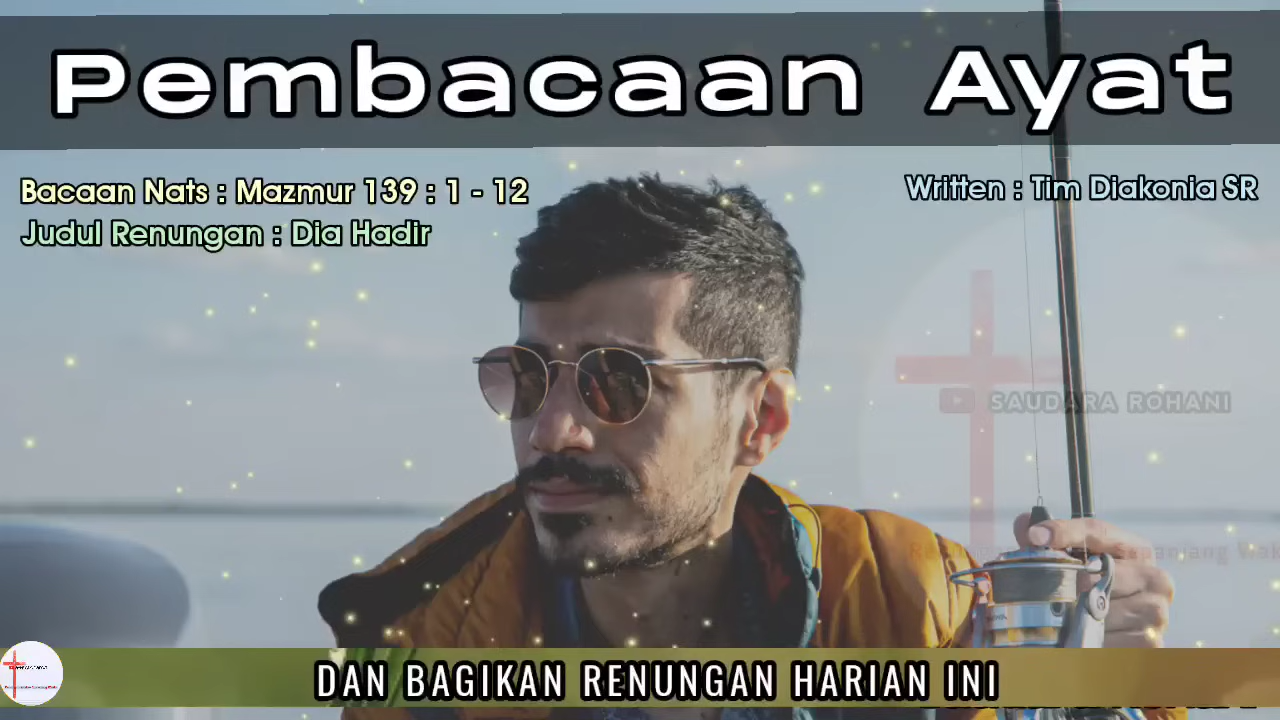 Pembacaan Ayat
Bacaan Nats : Mazmur 139 : 1 - 12
Written : Tim Diakonia SR
Judul Renungan : Dia Hadir
SAUDARA ROHANI
DAN BAGIKAN RENUNGAN HARIAN INI